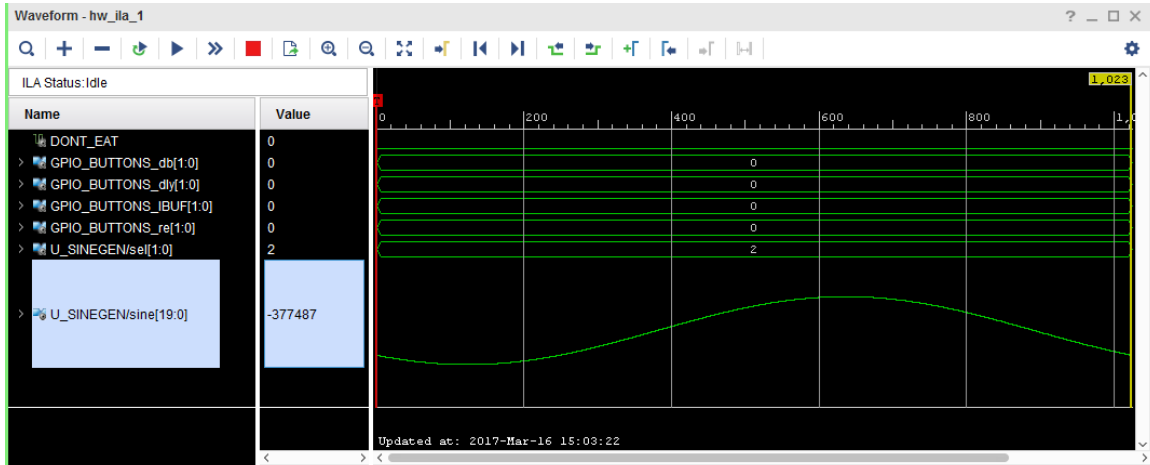 Waveform - hw_ila_1
? _ □ X
ILA Status:Idle
1,023
Name Value
0 200 400 600 800 1,0
DONT_EAT 0
GPIO_BUTTONS_db[1:0] 0 0
GPIO_BUTTONS_dly[1:0] 0 0
GPIO_BUTTONS_IBUF[1:0] 0 0
GPIO_BUTTONS_re[1:0] 0 0
U_SINEGEN/sel[1:0] 2 2
U_SINEGEN/sine[19:0] -377487
Updated at: 2017-Mar-16 15:03:22